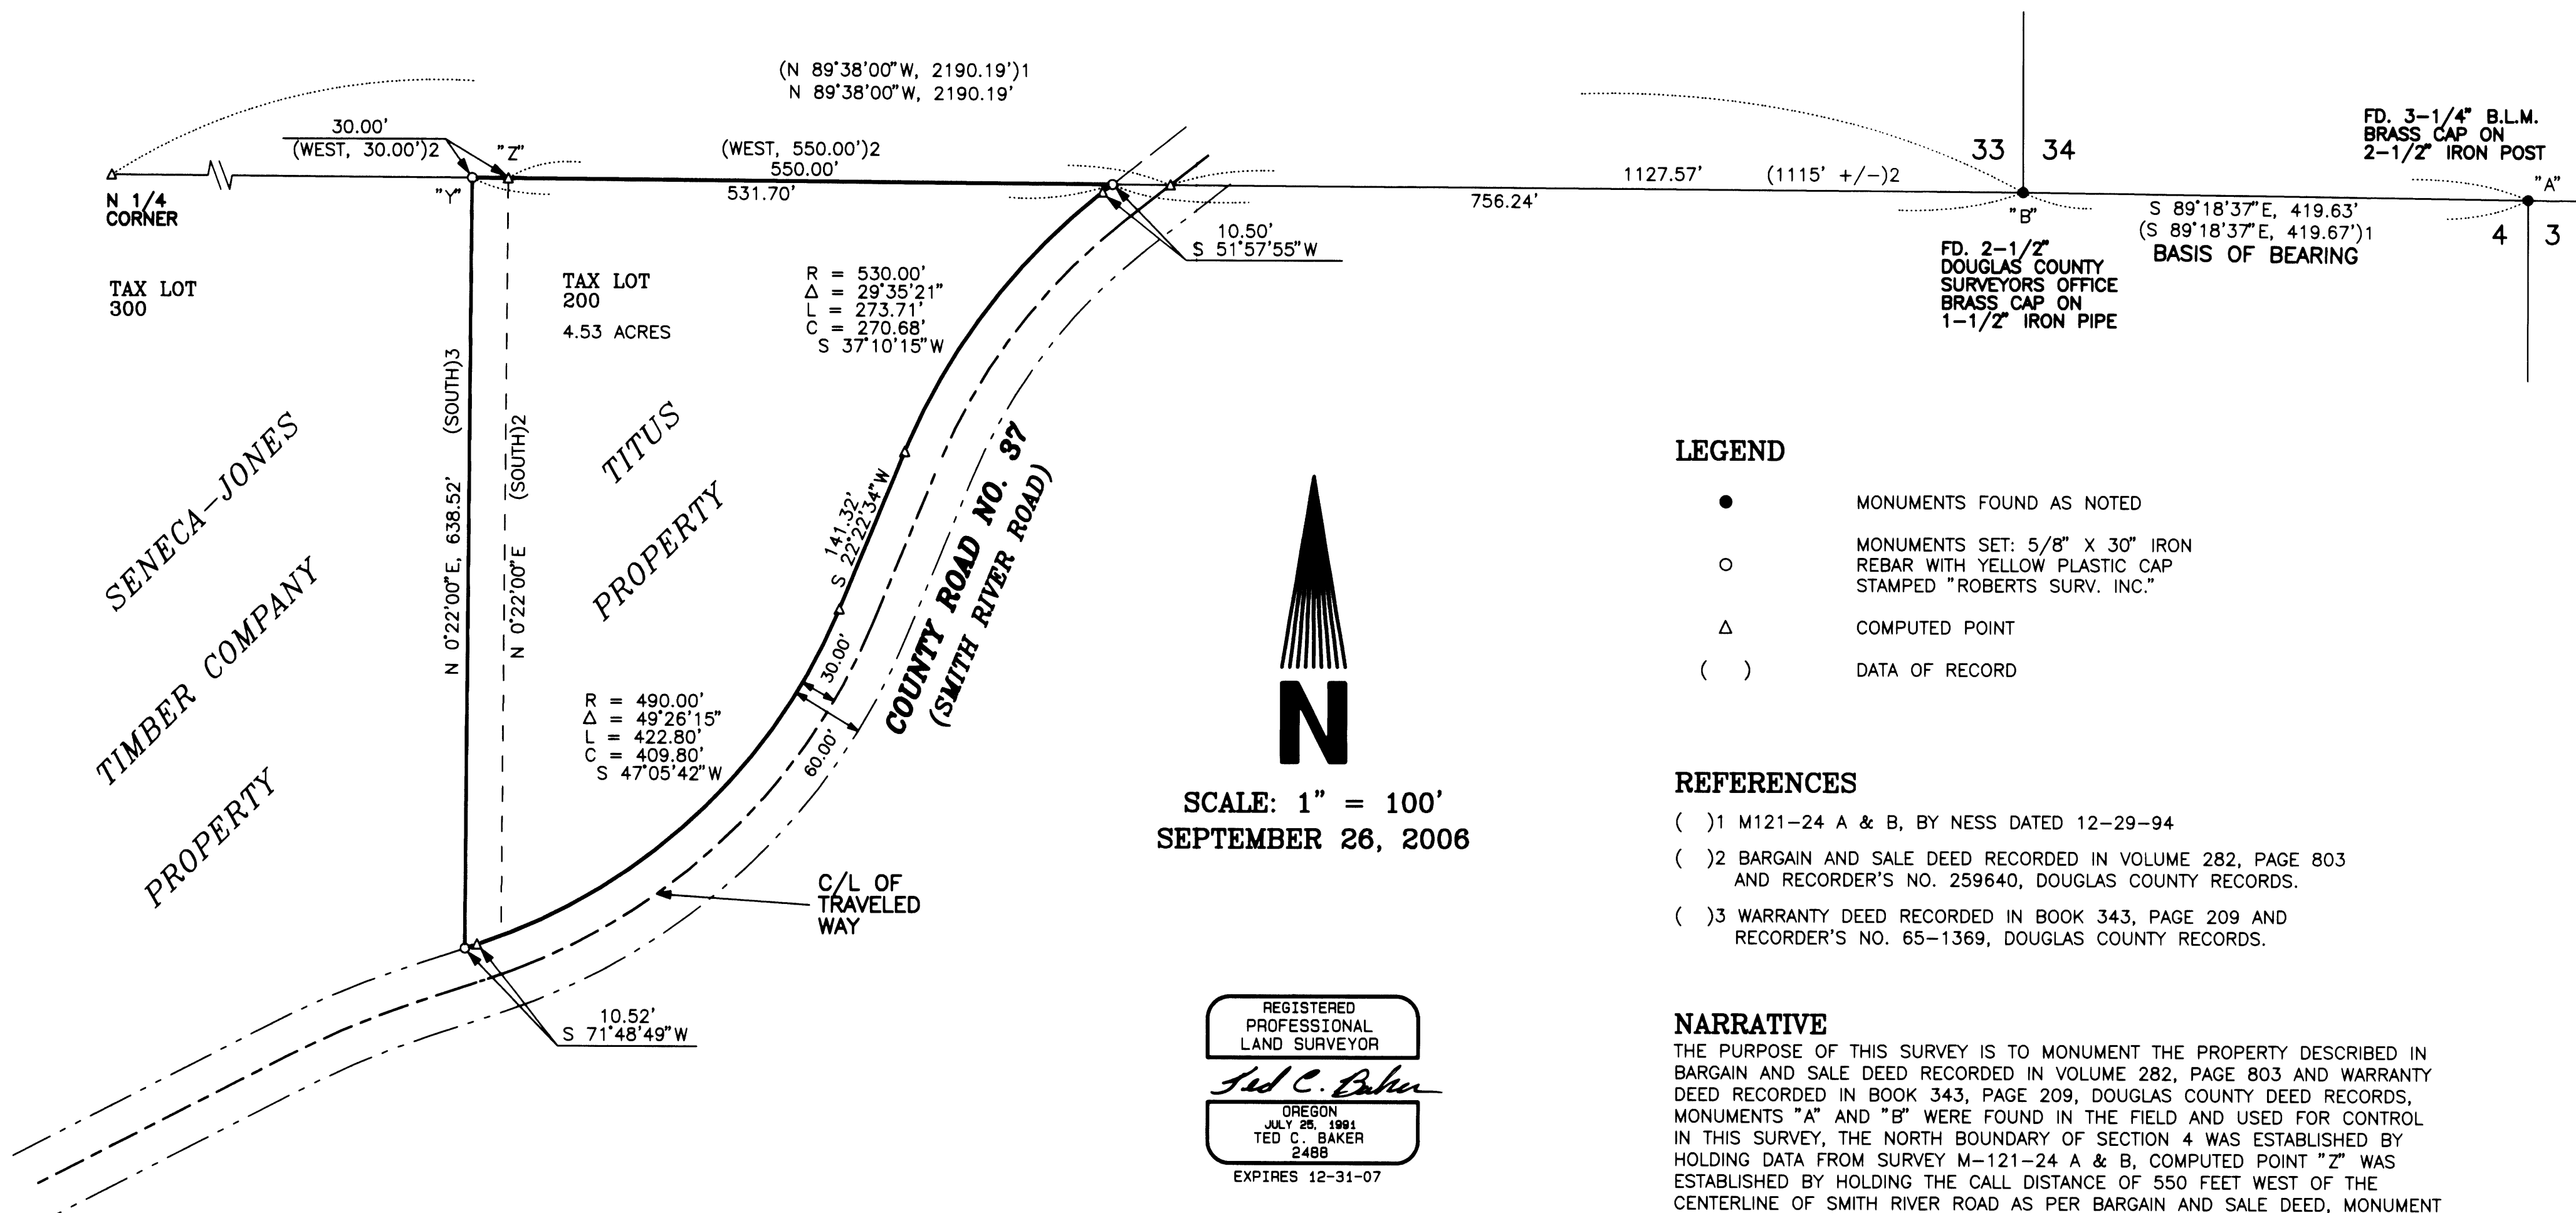 (N 89°38'00"W, 2190.19')1
N 89°38'00"W, 2190.19'
30.00'
(WEST, 30.00')2
"Z"
(WEST, 550.00')2
550.00'
531.70'
"Y"
N 1/4
CORNER
1127.57' (1115' +/-)2
756.24'
33 34
FD. 3-1/4" B.L.M.
BRASS CAP ON
2-1/2" IRON POST
"A"
"B"
S 89°18'37"E, 419.63'
(S 89°18'37"E, 419.67')1
BASIS OF BEARING
4 3
FD. 2-1/2"
DOUGLAS COUNTY
SURVEYORS OFFICE
BRASS CAP ON
1-1/2" IRON PIPE
10.50'
S 51°57'55"W
TAX LOT
300
TAX LOT
200
4.53 ACRES
R = 530.00'
Δ = 29°35'21"
L = 273.71'
C = 270.68'
S 37°10'15"W
N 0°22'00"E, 638.52' (SOUTH)3
N 0°22'00"E (SOUTH)2
SENECA-JONES
TIMBER COMPANY
PROPERTY
TITUS
PROPERTY
141.32'
S 22°22'34"W
COUNTY ROAD NO. 37
(SMITH RIVER ROAD)
30.00'
60.00'
R = 490.00'
Δ = 49°26'15"
L = 422.80'
C = 409.80'
S 47°05'42"W
C/L OF
TRAVELED
WAY
10.52'
S 71°48'49"W
N
SCALE: 1" = 100'
SEPTEMBER 26, 2006
REGISTERED
PROFESSIONAL
LAND SURVEYOR
Ted C. Baker
OREGON
JULY 25, 1991
TED C. BAKER
2488
EXPIRES 12-31-07
LEGEND
MONUMENTS FOUND AS NOTED
MONUMENTS SET: 5/8" X 30" IRON
REBAR WITH YELLOW PLASTIC CAP
STAMPED "ROBERTS SURV. INC."
COMPUTED POINT
( ) DATA OF RECORD
REFERENCES
( )1 M121-24 A & B, BY NESS DATED 12-29-94
( )2 BARGAIN AND SALE DEED RECORDED IN VOLUME 282, PAGE 803
AND RECORDER'S NO. 259640, DOUGLAS COUNTY RECORDS.
( )3 WARRANTY DEED RECORDED IN BOOK 343, PAGE 209 AND
RECORDER'S NO. 65-1369, DOUGLAS COUNTY RECORDS.
NARRATIVE
THE PURPOSE OF THIS SURVEY IS TO MONUMENT THE PROPERTY DESCRIBED IN
BARGAIN AND SALE DEED RECORDED IN VOLUME 282, PAGE 803 AND WARRANTY
DEED RECORDED IN BOOK 343, PAGE 209, DOUGLAS COUNTY DEED RECORDS,
MONUMENTS "A" AND "B" WERE FOUND IN THE FIELD AND USED FOR CONTROL
IN THIS SURVEY, THE NORTH BOUNDARY OF SECTION 4 WAS ESTABLISHED BY
HOLDING DATA FROM SURVEY M-121-24 A & B, COMPUTED POINT "Z" WAS
ESTABLISHED BY HOLDING THE CALL DISTANCE OF 550 FEET WEST OF THE
CENTERLINE OF SMITH RIVER ROAD AS PER BARGAIN AND SALE DEED, MONUMENT